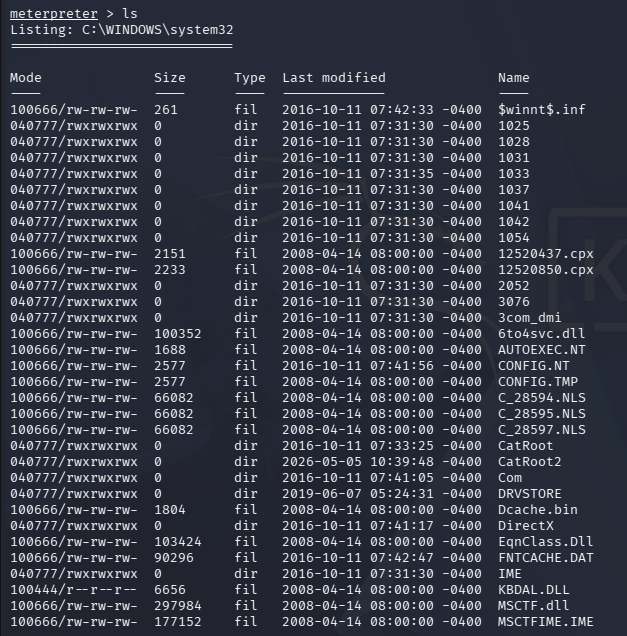 meterpreter > ls
Listing: C:\WINDOWS\system32
============================
Mode Size Type Last modified Name
---- ---- ---- ------------- ----
100666/rw-rw-rw- 261 fil 2016-10-11 07:42:33 -0400 $winnt$.inf
040777/rwxrwxrwx 0 dir 2016-10-11 07:31:30 -0400 1025
040777/rwxrwxrwx 0 dir 2016-10-11 07:31:30 -0400 1028
040777/rwxrwxrwx 0 dir 2016-10-11 07:31:30 -0400 1031
040777/rwxrwxrwx 0 dir 2016-10-11 07:31:35 -0400 1033
040777/rwxrwxrwx 0 dir 2016-10-11 07:31:30 -0400 1037
040777/rwxrwxrwx 0 dir 2016-10-11 07:31:30 -0400 1041
040777/rwxrwxrwx 0 dir 2016-10-11 07:31:30 -0400 1042
040777/rwxrwxrwx 0 dir 2016-10-11 07:31:30 -0400 1054
100666/rw-rw-rw- 2151 fil 2008-04-14 08:00:00 -0400 12520437.cpx
100666/rw-rw-rw- 2233 fil 2008-04-14 08:00:00 -0400 12520850.cpx
040777/rwxrwxrwx 0 dir 2016-10-11 07:31:30 -0400 2052
040777/rwxrwxrwx 0 dir 2016-10-11 07:31:30 -0400 3076
040777/rwxrwxrwx 0 dir 2016-10-11 07:31:30 -0400 3com_dmi
100666/rw-rw-rw- 100352 fil 2008-04-14 08:00:00 -0400 6to4svc.dll
100666/rw-rw-rw- 1688 fil 2008-04-14 08:00:00 -0400 AUTOEXEC.NT
100666/rw-rw-rw- 2577 fil 2016-10-11 07:41:56 -0400 CONFIG.NT
100666/rw-rw-rw- 2577 fil 2008-04-14 08:00:00 -0400 CONFIG.TMP
100666/rw-rw-rw- 66082 fil 2008-04-14 08:00:00 -0400 C_28594.NLS
100666/rw-rw-rw- 66082 fil 2008-04-14 08:00:00 -0400 C_28595.NLS
100666/rw-rw-rw- 66082 fil 2008-04-14 08:00:00 -0400 C_28597.NLS
040777/rwxrwxrwx 0 dir 2016-10-11 07:33:25 -0400 CatRoot
040777/rwxrwxrwx 0 dir 2026-05-05 10:39:48 -0400 CatRoot2
040777/rwxrwxrwx 0 dir 2016-10-11 07:41:05 -0400 Com
040777/rwxrwxrwx 0 dir 2019-06-07 05:24:31 -0400 DRVSTORE
100666/rw-rw-rw- 1804 fil 2008-04-14 08:00:00 -0400 Dcache.bin
040777/rwxrwxrwx 0 dir 2016-10-11 07:41:17 -0400 DirectX
100666/rw-rw-rw- 103424 fil 2008-04-14 08:00:00 -0400 EqnClass.Dll
100666/rw-rw-rw- 90296 fil 2016-10-11 07:42:47 -0400 FNTCACHE.DAT
040777/rwxrwxrwx 0 dir 2016-10-11 07:31:30 -0400 IME
100444/r--r--r-- 6656 fil 2008-04-14 08:00:00 -0400 KBDAL.DLL
100666/rw-rw-rw- 297984 fil 2008-04-14 08:00:00 -0400 MSCTF.dll
100666/rw-rw-rw- 177152 fil 2008-04-14 08:00:00 -0400 MSCTFIME.IME
K